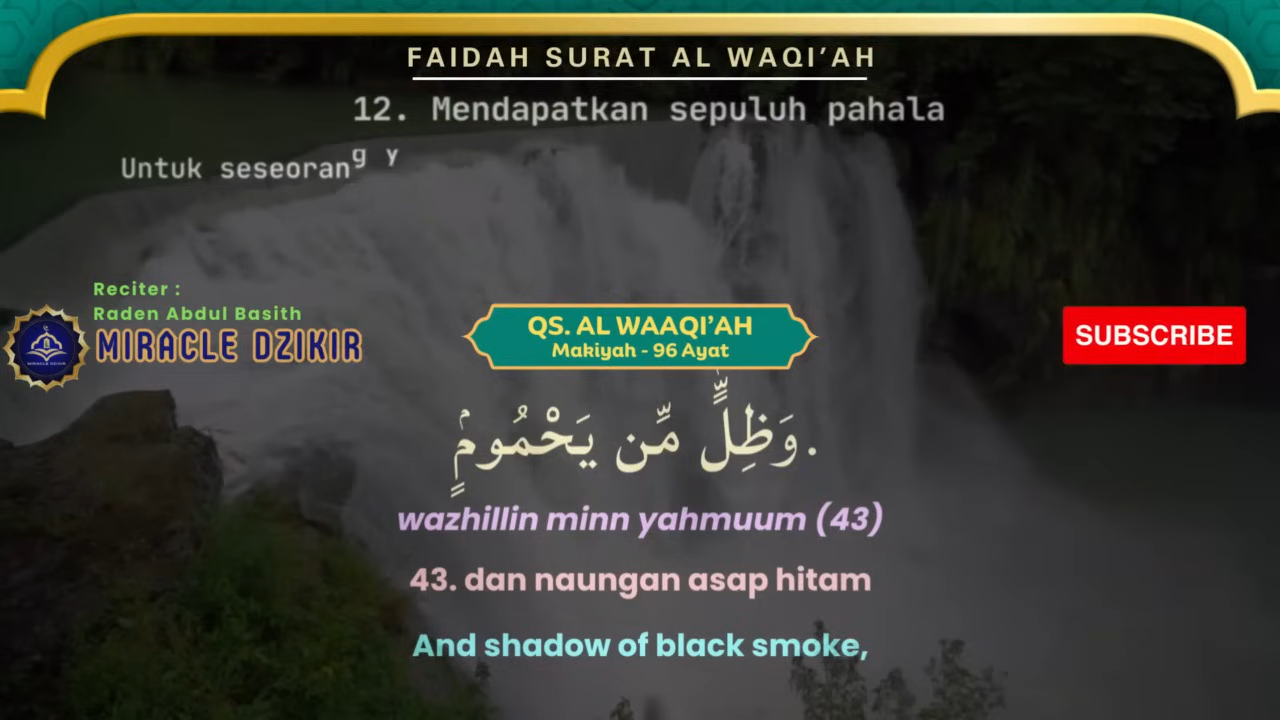 FAIDAH SURAT AL WAQI’AH
12. Mendapatkan sepuluh pahala
Untuk seseorang y
Reciter :
Raden Abdul Basith
MIRACLE DZIKIR
QS. AL WAAQI’AH
Makiyah - 96 Ayat
SUBSCRIBE
.وَظِلٍّ مِّن يَحْمُومٍۢ
wazhillin minn yahmuum (43)
43. dan naungan asap hitam
And shadow of black smoke,